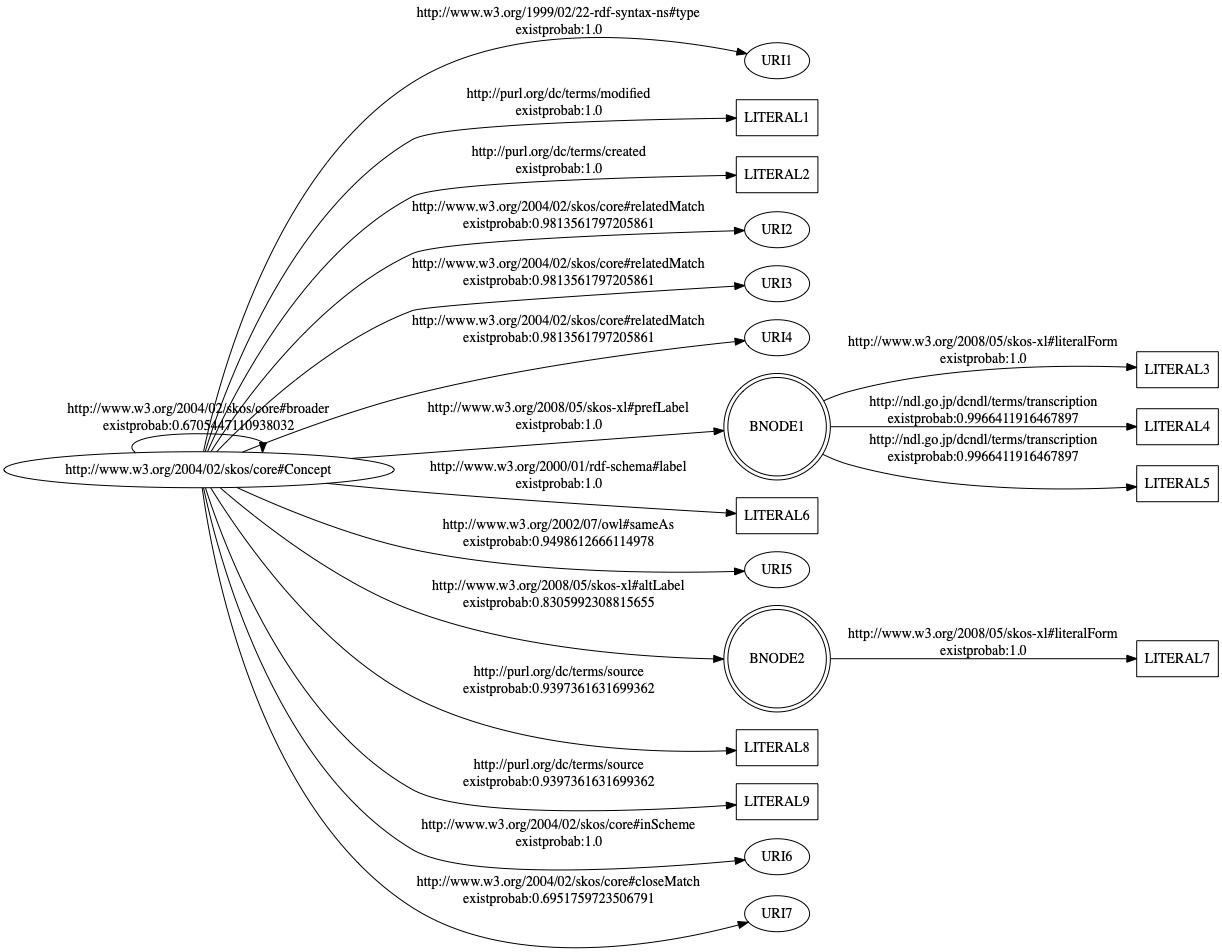 http://www.w3.org/1999/02/22-rdf-syntax-ns#type
existprobab:1.0
URI1
http://purl.org/dc/terms/modified
existprobab:1.0
LITERAL1
http://purl.org/dc/terms/created
existprobab:1.0
LITERAL2
http://www.w3.org/2004/02/skos/core#relatedMatch
existprobab:0.9813561797205861
URI2
http://www.w3.org/2004/02/skos/core#relatedMatch
existprobab:0.9813561797205861
URI3
http://www.w3.org/2004/02/skos/core#relatedMatch
existprobab:0.9813561797205861
URI4
http://www.w3.org/2004/02/skos/core#broader
existprobab:0.6705447110938032
http://www.w3.org/2004/02/skos/core#Concept
http://www.w3.org/2008/05/skos-xl#prefLabel
existprobab:1.0
BNODE1
http://www.w3.org/2008/05/skos-xl#literalForm
existprobab:1.0
LITERAL3
http://ndl.go.jp/dcndl/terms/transcription
existprobab:0.9966411916467897
LITERAL4
http://ndl.go.jp/dcndl/terms/transcription
existprobab:0.9966411916467897
LITERAL5
http://www.w3.org/2000/01/rdf-schema#label
existprobab:1.0
LITERAL6
http://www.w3.org/2002/07/owl#sameAs
existprobab:0.9498612666114978
URI5
http://www.w3.org/2008/05/skos-xl#altLabel
existprobab:0.8305992308815655
BNODE2
http://www.w3.org/2008/05/skos-xl#literalForm
existprobab:1.0
LITERAL7
http://purl.org/dc/terms/source
existprobab:0.9397361631699362
LITERAL8
http://purl.org/dc/terms/source
existprobab:0.9397361631699362
LITERAL9
http://www.w3.org/2004/02/skos/core#inScheme
existprobab:1.0
URI6
http://www.w3.org/2004/02/skos/core#closeMatch
existprobab:0.6951759723506791
URI7